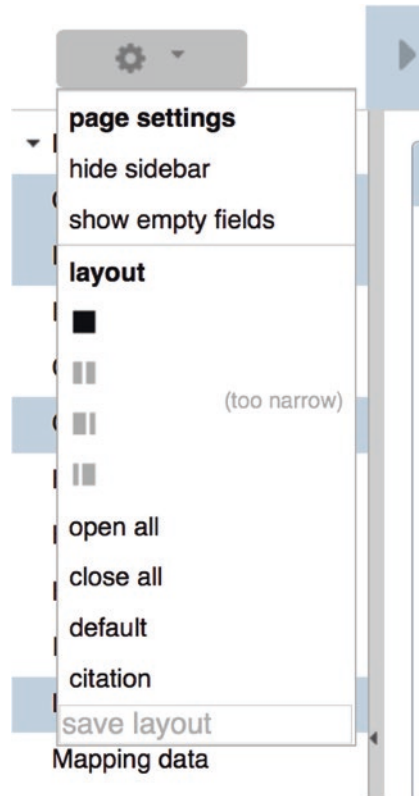 page settings
hide sidebar
show empty fields
layout
(too narrow)
open all
close all
default
citation
save layout
Mapping data